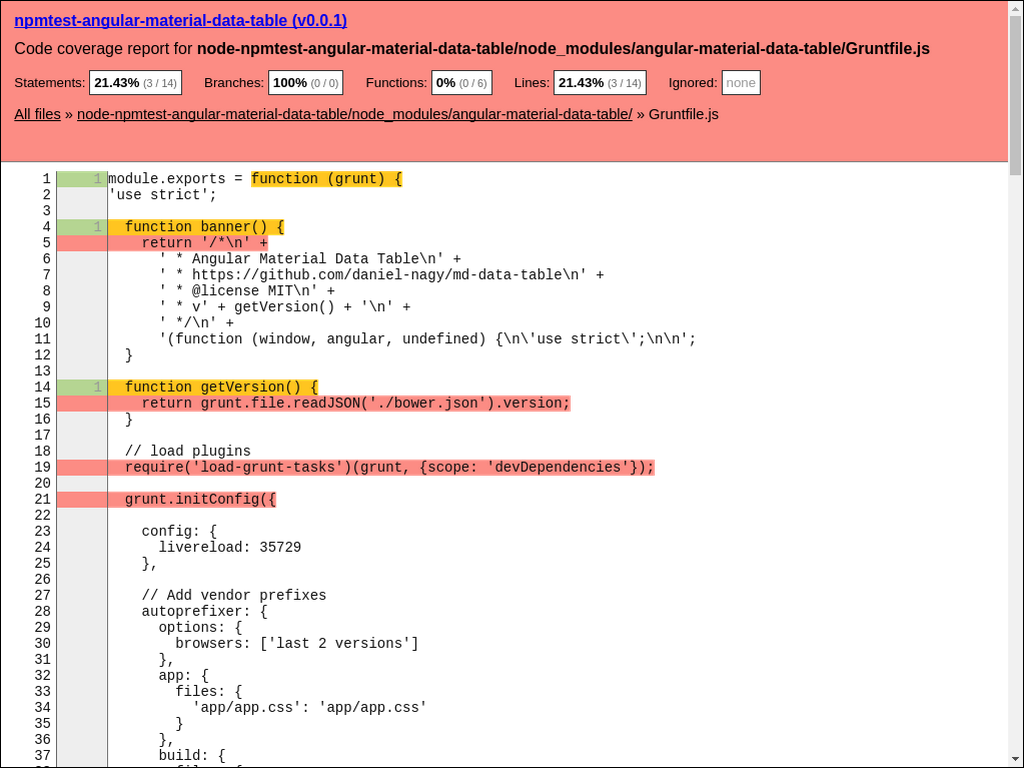 npmtest-angular-material-data-table (v0.0.1)
Code coverage report for node-npmtest-angular-material-data-table/node_modules/angular-material-data-table/Gruntfile.js
Statements: 21.43% (3 / 14) Branches: 100% (0 / 0) Functions: 0% (0 / 6) Lines: 21.43% (3 / 14) Ignored: none
All files » node-npmtest-angular-material-data-table/node_modules/angular-material-data-table/ » Gruntfile.js
1 1 module.exports = function (grunt) {
2 'use strict';
3
4 1 function banner() {
5 return '/*\n' +
6 ' * Angular Material Data Table\n' +
7 ' * https://github.com/daniel-nagy/md-data-table\n' +
8 ' * @license MIT\n' +
9 ' * v' + getVersion() + '\n' +
10 ' */\n' +
11 '(function (window, angular, undefined) {\n\'use strict\';\n\n';
12 }
13
14 1 function getVersion() {
15 return grunt.file.readJSON('./bower.json').version;
16 }
17
18 // load plugins
19 require('load-grunt-tasks')(grunt, {scope: 'devDependencies'});
20
21 grunt.initConfig({
22
23 config: {
24 livereload: 35729
25 },
26
27 // Add vendor prefixes
28 autoprefixer: {
29 options: {
30 browsers: ['last 2 versions']
31 },
32 app: {
33 files: {
34 'app/app.css': 'app/app.css'
35 }
36 },
37 build: {